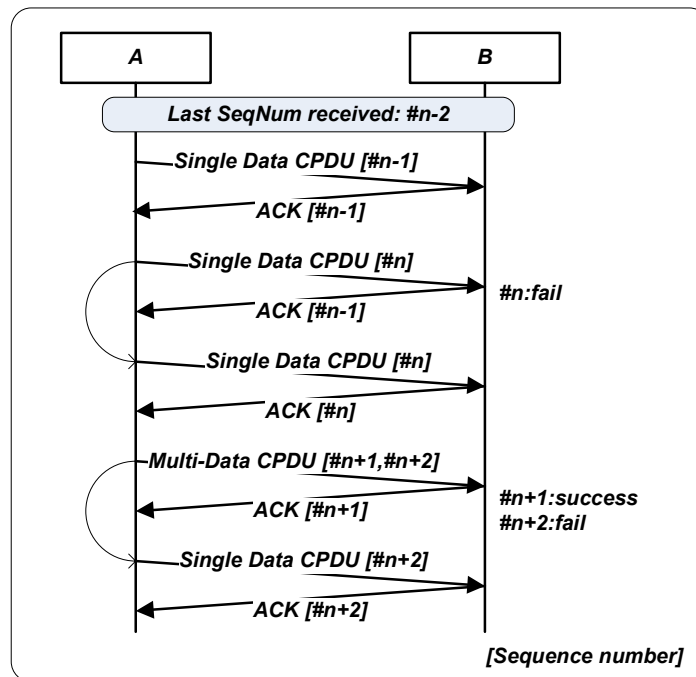 A
B
Last SeqNum received: #n-2
Single Data CPDU [#n-1]
ACK [#n-1]
Single Data CPDU [#n]
#n:fail
ACK [#n-1]
Single Data CPDU [#n]
ACK [#n]
Multi-Data CPDU [#n+1,#n+2]
#n+1:success
ACK [#n+1]
#n+2:fail
Single Data CPDU [#n+2]
ACK [#n+2]
[Sequence number]